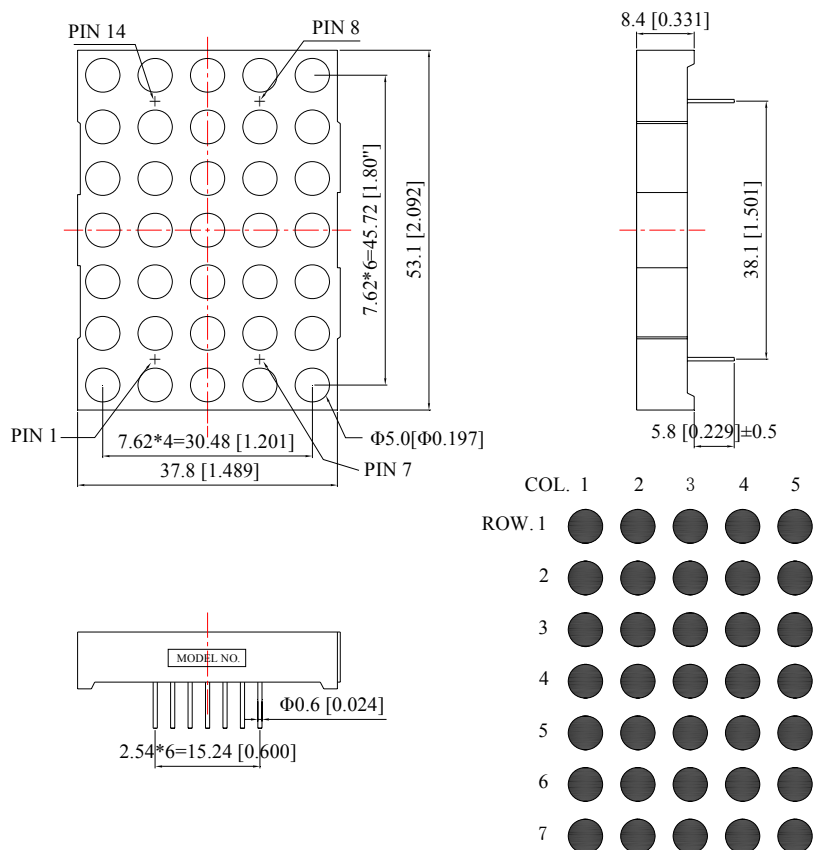 PIN 14
PIN 8
8.4 [0.331]
7.62*6=45.72 [1.80"]
53.1 [2.092]
38.1 [1.501]
PIN 1
7.62*4=30.48 [1.201]
Φ5.0[Φ0.197]
37.8 [1.489]
PIN 7
5.8 [0.229]±0.5
COL. 1 2 3 4 5
ROW. 1
2
3
4
5
6
7
MODEL NO.
Φ0.6 [0.024]
2.54*6=15.24 [0.600]